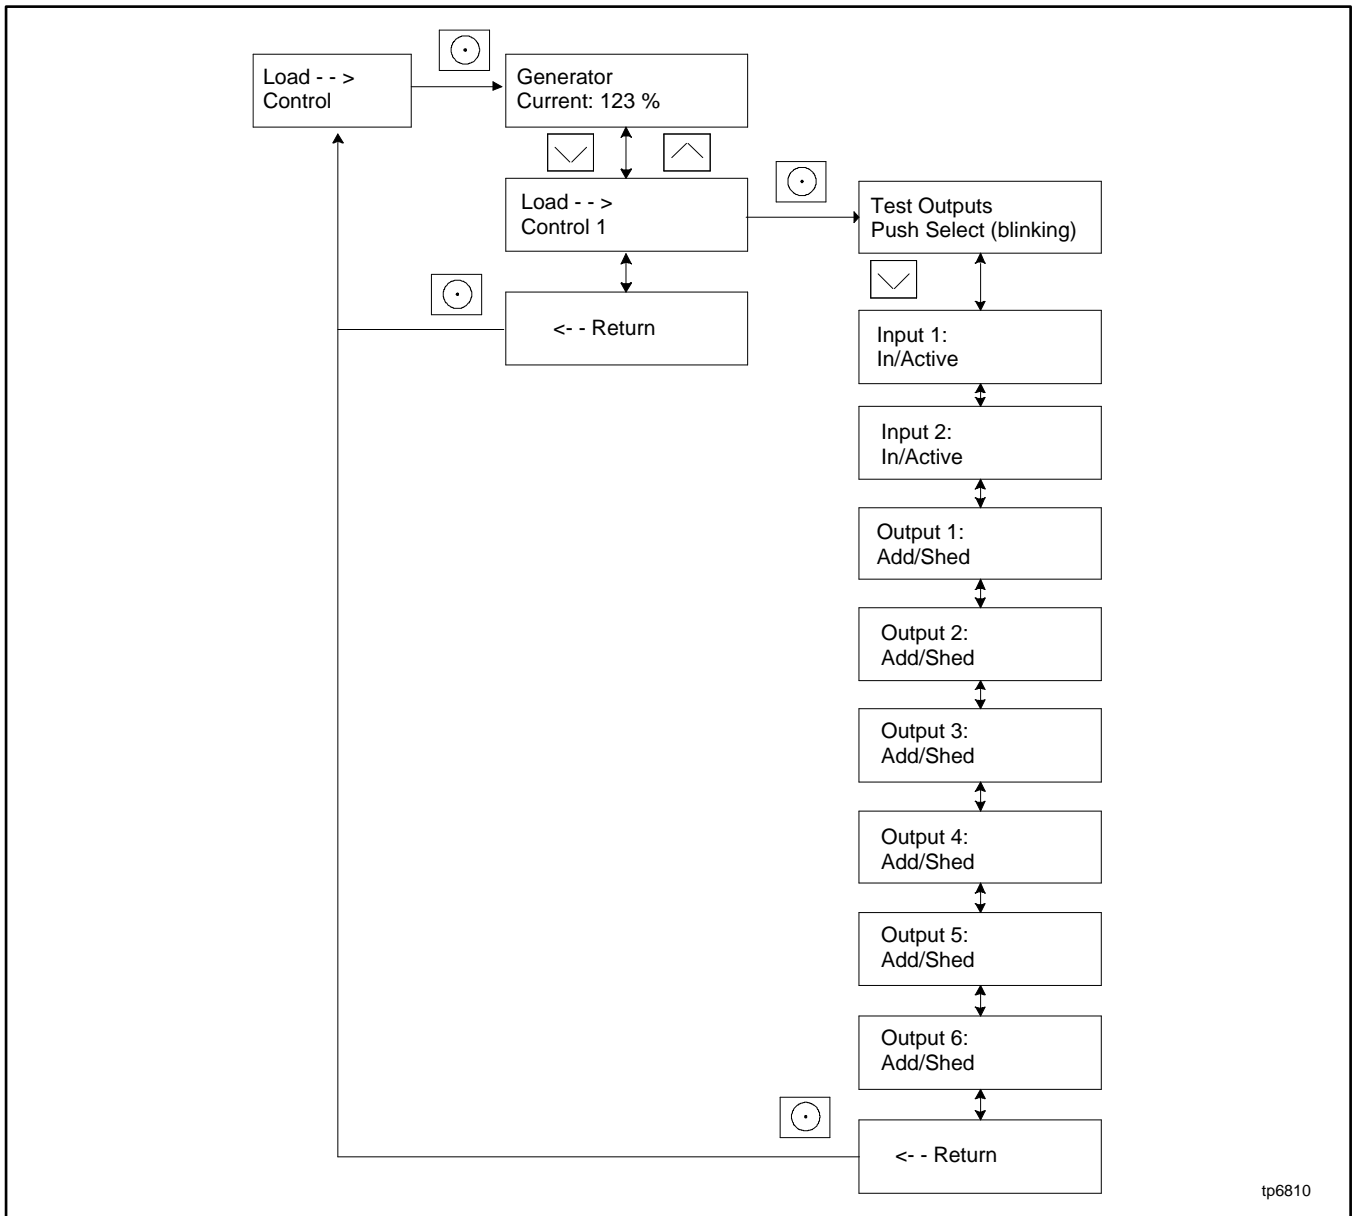 Load - - >
Control
Generator
Current: 123 %
Load - - >
Control 1
<- - Return
Test Outputs
Push Select (blinking)
Input 1:
In/Active
Input 2:
In/Active
Output 1:
Add/Shed
Output 2:
Add/Shed
Output 3:
Add/Shed
Output 4:
Add/Shed
Output 5:
Add/Shed
Output 6:
Add/Shed
<- - Return
tp6810